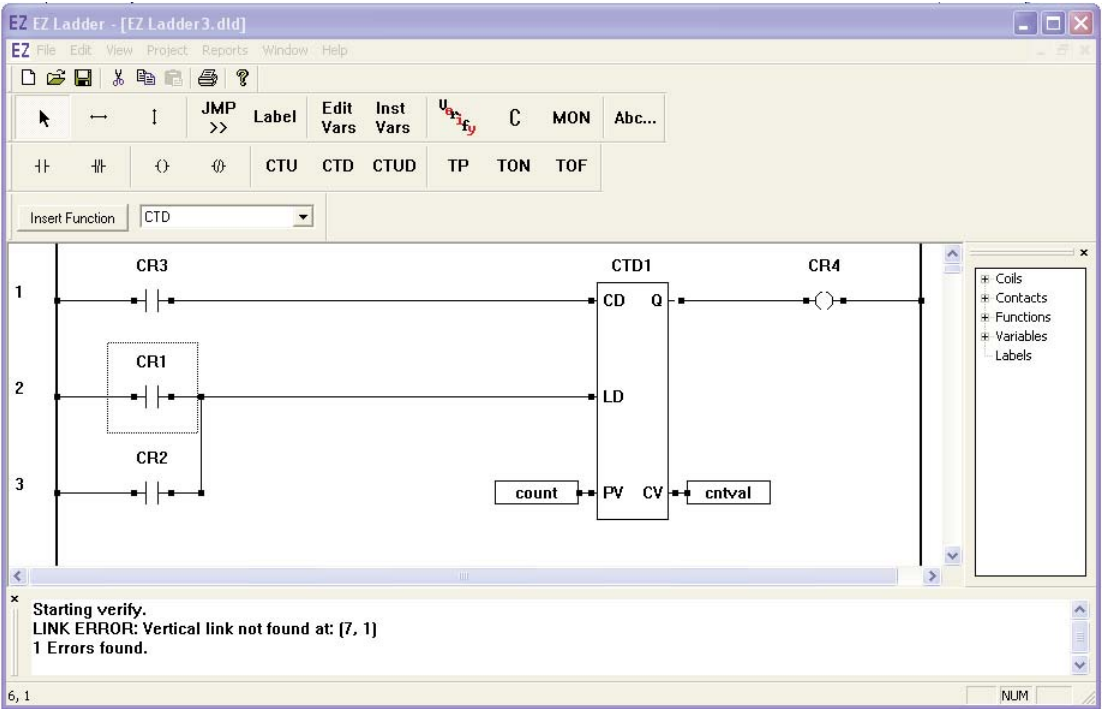 EZ EZ Ladder - [EZ Ladder3.dld]
EZ File Edit View Project Reports Window Help
JMP >> Label Edit Vars Inst Vars Verify C MON Abc...
CTU CTD CTUD TP TON TOF
Insert Function CTD
CR3 CTD1 CR4
1 CD Q
CR1
2 LD
CR2
3 count PV CV cntval
Coils
Contacts
Functions
Variables
Labels
Starting verify.
LINK ERROR: Vertical link not found at: (7, 1)
1 Errors found.
6, 1 NUM